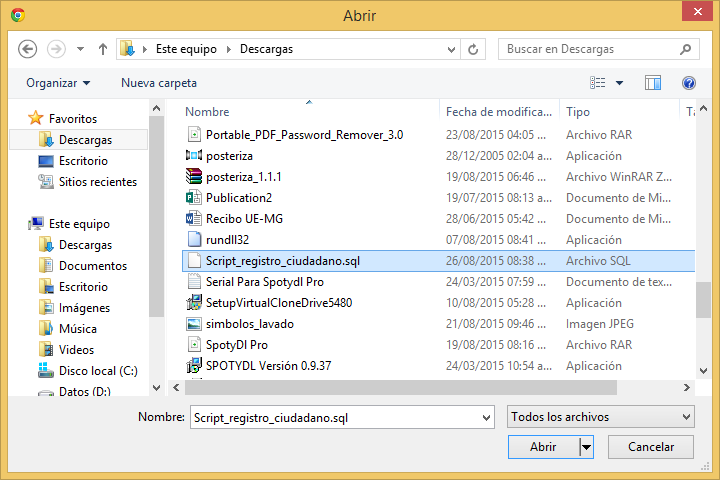 Abrir
Este equipo Descargas
Buscar en Descargas
Organizar Nueva carpeta
Favoritos
Descargas
Escritorio
Sitios recientes
Este equipo
Descargas
Documentos
Escritorio
Imágenes
Música
Videos
Disco local (C:)
Datos (D:)
Nombre Fecha de modifica... Tipo Ta
Portable_PDF_Password_Remover_3.0 23/08/2015 04:05 ... Archivo RAR
posteriza 28/12/2005 02:04 a... Aplicación
posteriza_1.1.1 19/08/2015 06:46 ... Archivo WinRAR Z...
Publication2 19/07/2015 08:13 a... Documento de Mi...
Recibo UE-MG 28/06/2015 05:42 ... Documento de Mi...
rundll32 07/08/2015 08:41 ... Aplicación
Script_registro_ciudadano.sql 26/08/2015 08:38 ... Archivo SQL
Serial Para Spotydl Pro 24/03/2015 07:59 ... Documento de tex...
SetupVirtualCloneDrive5480 10/08/2015 05:28 ... Aplicación
simbolos_lavado 21/08/2015 09:46 ... Imagen JPEG
SpotyDl Pro 19/08/2015 08:16 ... Archivo RAR
SPOTYDL Versión 0.9.37 24/03/2015 10:54 a... Aplicación
Nombre: Script_registro_ciudadano.sql Todos los archivos
Abrir Cancelar